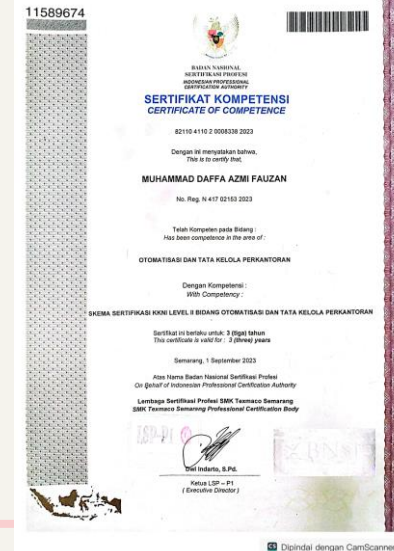 11589674
BADAN NASIONAL
SERTIFIKASI PROFESI
INDONESIAN PROFESSIONAL
CERTIFICATION AUTHORITY
SERTIFIKAT KOMPETENSI
CERTIFICATE OF COMPETENCE
82110 4110 2 0008338 2023
Dengan ini menyatakan bahwa,
This is to certify that,
MUHAMMAD DAFFA AZMI FAUZAN
No. Reg. N 417 02153 2023
Telah Kompeten pada Bidang :
Has been competence in the area of :
OTOMATISASI DAN TATA KELOLA PERKANTORAN
Dengan Kompetensi :
With Competency :
SKEMA SERTIFIKASI KKNI LEVEL II BIDANG OTOMATISASI DAN TATA KELOLA PERKANTORAN
Sertifikat ini berlaku untuk: 3 (tiga) tahun
This certificate is valid for : 3 (three) years
Semarang, 1 September 2023
Atas Nama Badan Nasional Sertifikasi Profesi
On Behalf of Indonesian Professional Certification Authority
Lembaga Sertifikasi Profesi SMK Texmaco Semarang
SMK Texmaco Semarang Professional Certification Body
LSP-P1
Indarto, S.Pd.
Ketua LSP – P1
( Executive Director )
BNSP
CS Dipindai dengan CamScanner